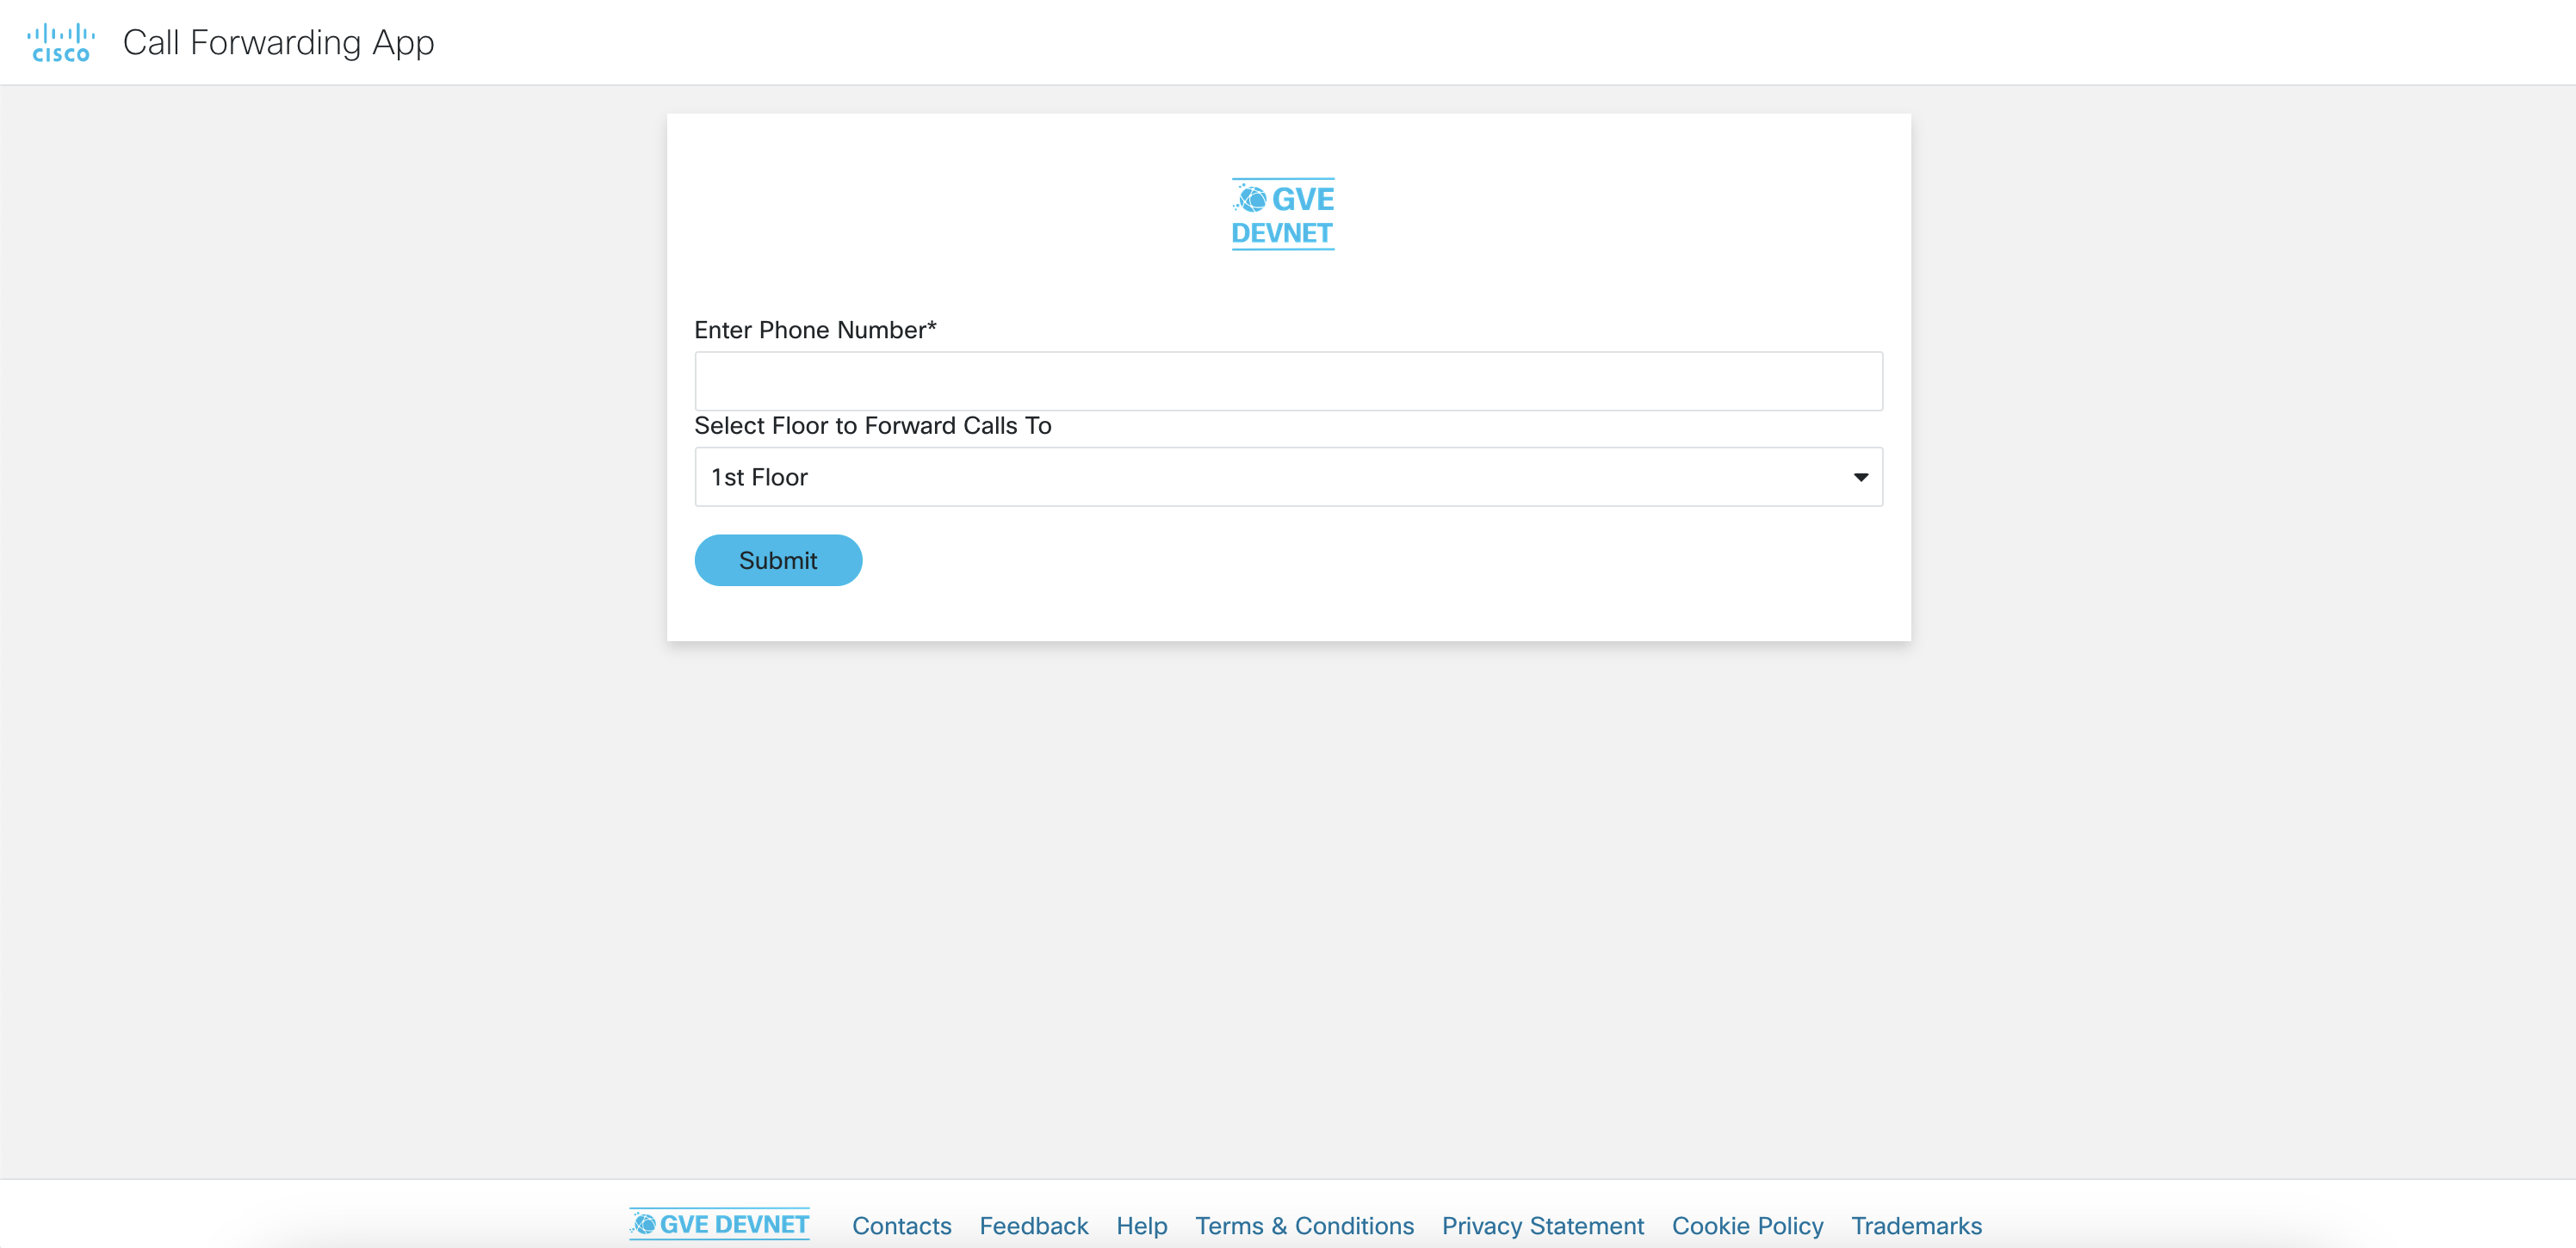 CISCO Call Forwarding App
GVE
DEVNET
Enter Phone Number*
Select Floor to Forward Calls To
1st Floor
Submit
GVE DEVNET Contacts Feedback Help Terms & Conditions Privacy Statement Cookie Policy Trademarks